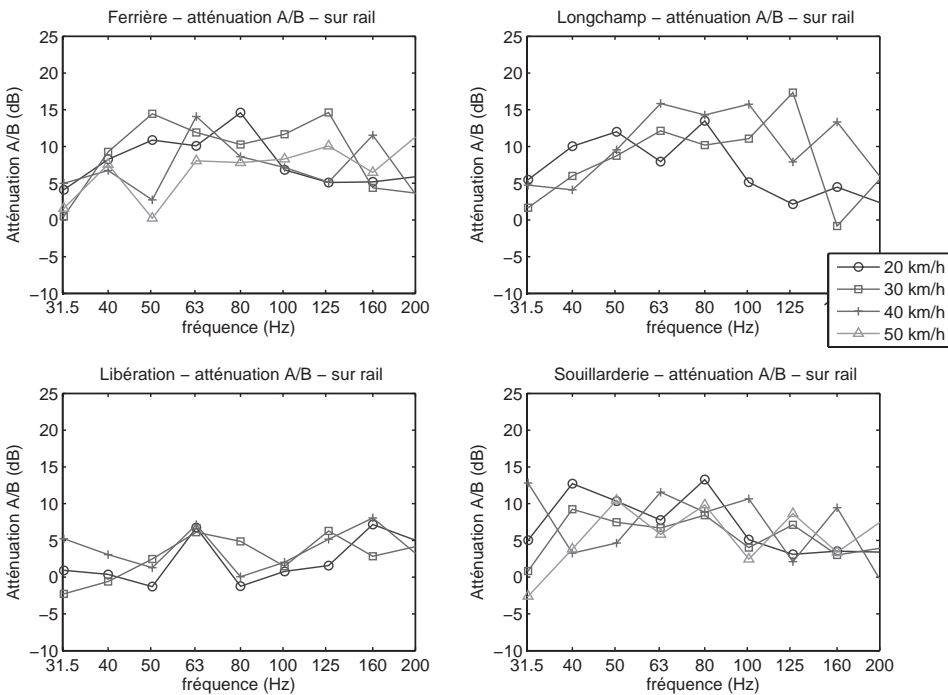 Ferrière – atténuation A/B – sur rail
25
20
15
10
5
0
−5
−10
Atténuation A/B (dB)
31.5 40 50 63 80 100 125 160 200
fréquence (Hz)
Longchamp – atténuation A/B – sur rail
25
20
15
10
5
0
−5
−10
Atténuation A/B (dB)
31.5 40 50 63 80 100 125
fréquence (Hz)
20 km/h
30 km/h
40 km/h
50 km/h
Libération – atténuation A/B – sur rail
25
20
15
10
5
0
−5
−10
Atténuation A/B (dB)
31.5 40 50 63 80 100 125 160 200
fréquence (Hz)
Souillarderie – atténuation A/B – sur rail
25
20
15
10
5
0
−5
−10
Atténuation A/B (dB)
31.5 40 50 63 80 100 125 160 200
fréquence (Hz)